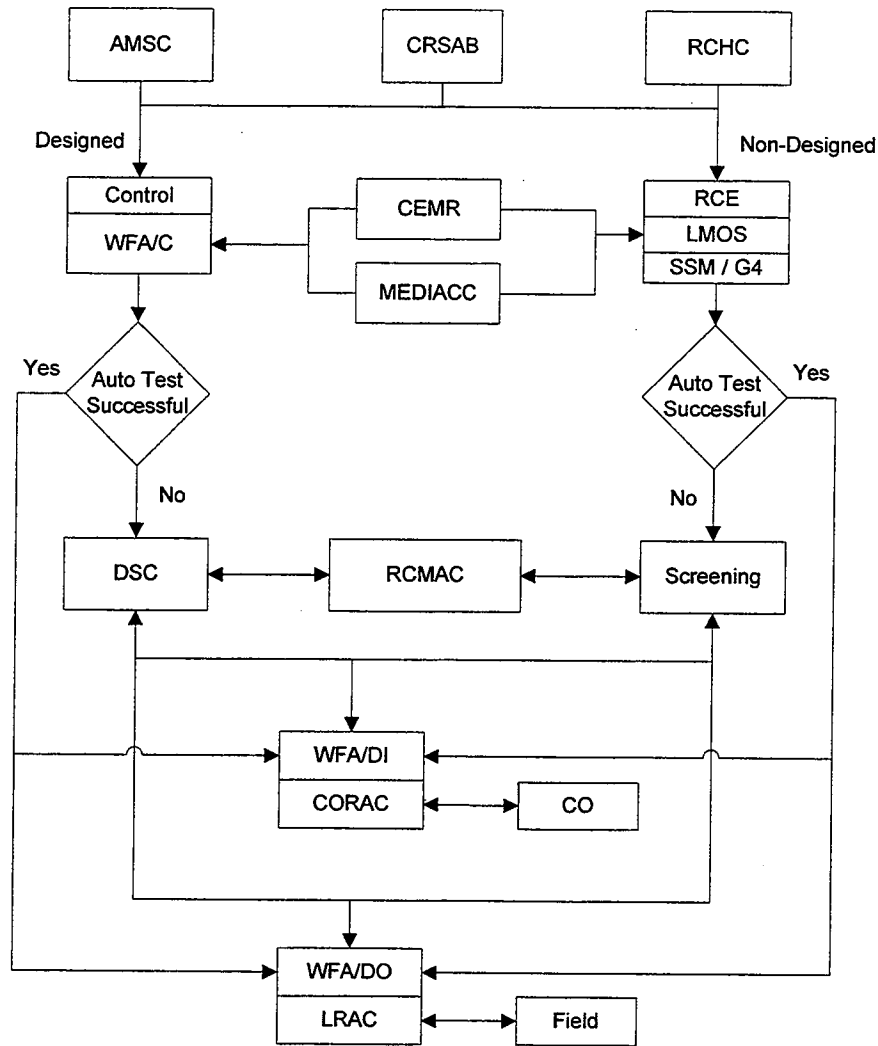 AMSC
CRSAB
RCHC
Designed
Non-Designed
Control
WFA/C
CEMR
MEDIACC
RCE
LMOS
SSM / G4
Yes
Auto Test
Successful
No
Auto Test
Successful
Yes
No
DSC
RCMAC
Screening
WFA/DI
CORAC
CO
WFA/DO
LRAC
Field